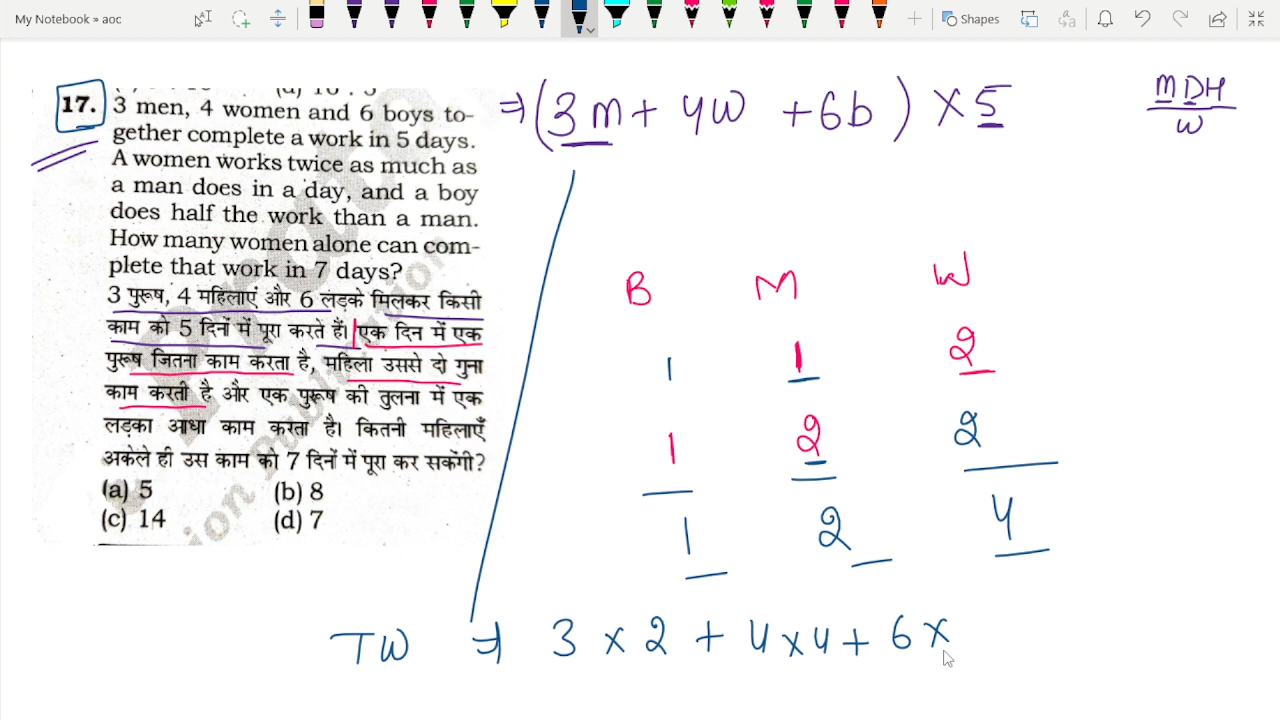 My Notebook » aoc
Shapes
(d) 10 : 5
17. 3 men, 4 women and 6 boys to-
gether complete a work in 5 days.
A women works twice as much as
a man does in a day, and a boy
does half the work than a man.
How many women alone can com-
plete that work in 7 days?
3 पुरूष, 4 महिलाएं और 6 लड़के मिलकर किसी
काम को 5 दिनों में पूरा करते हैं। एक दिन में एक
पुरूष जितना काम करता है, महिला उससे दो गुना
काम करती है और एक पुरूष की तुलना में एक
लड़का आधा काम करता है। कितनी महिलाएँ
अकेले ही उस काम को 7 दिनों में पूरा कर सकेंगी?
(a) 5 (b) 8
(c) 14 (d) 7
⇒ (3m + 4W + 6b) × 5
MDH
W
B M W
1 1 2
1 2 2
1 2 4
TW ⇒ 3 × 2 + 4 × 4 + 6 ×